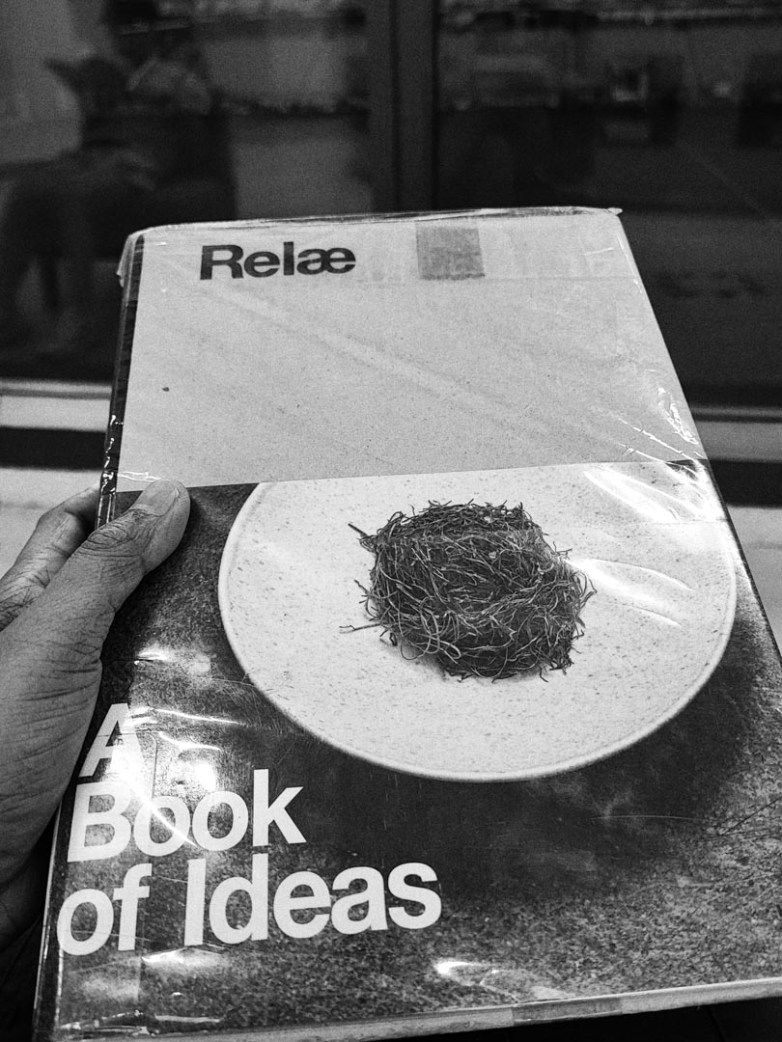 Relæ
A
Book
of Ideas